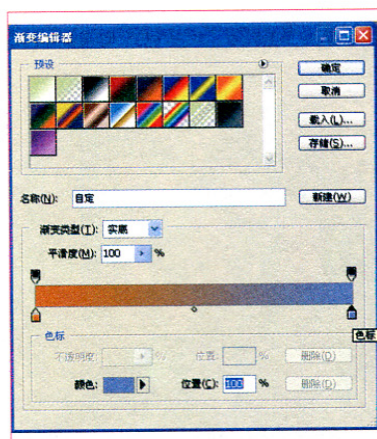 渐变编辑器
预设
确定
取消
载入(L)...
存储(S)...
名称(N): 自定
新建(W)
渐变类型(T): 实底
平滑度(M): 100 %
色标
色标
不透明度: % 位置: % 删除(D)
颜色: 位置(C): 100 % 删除(D)